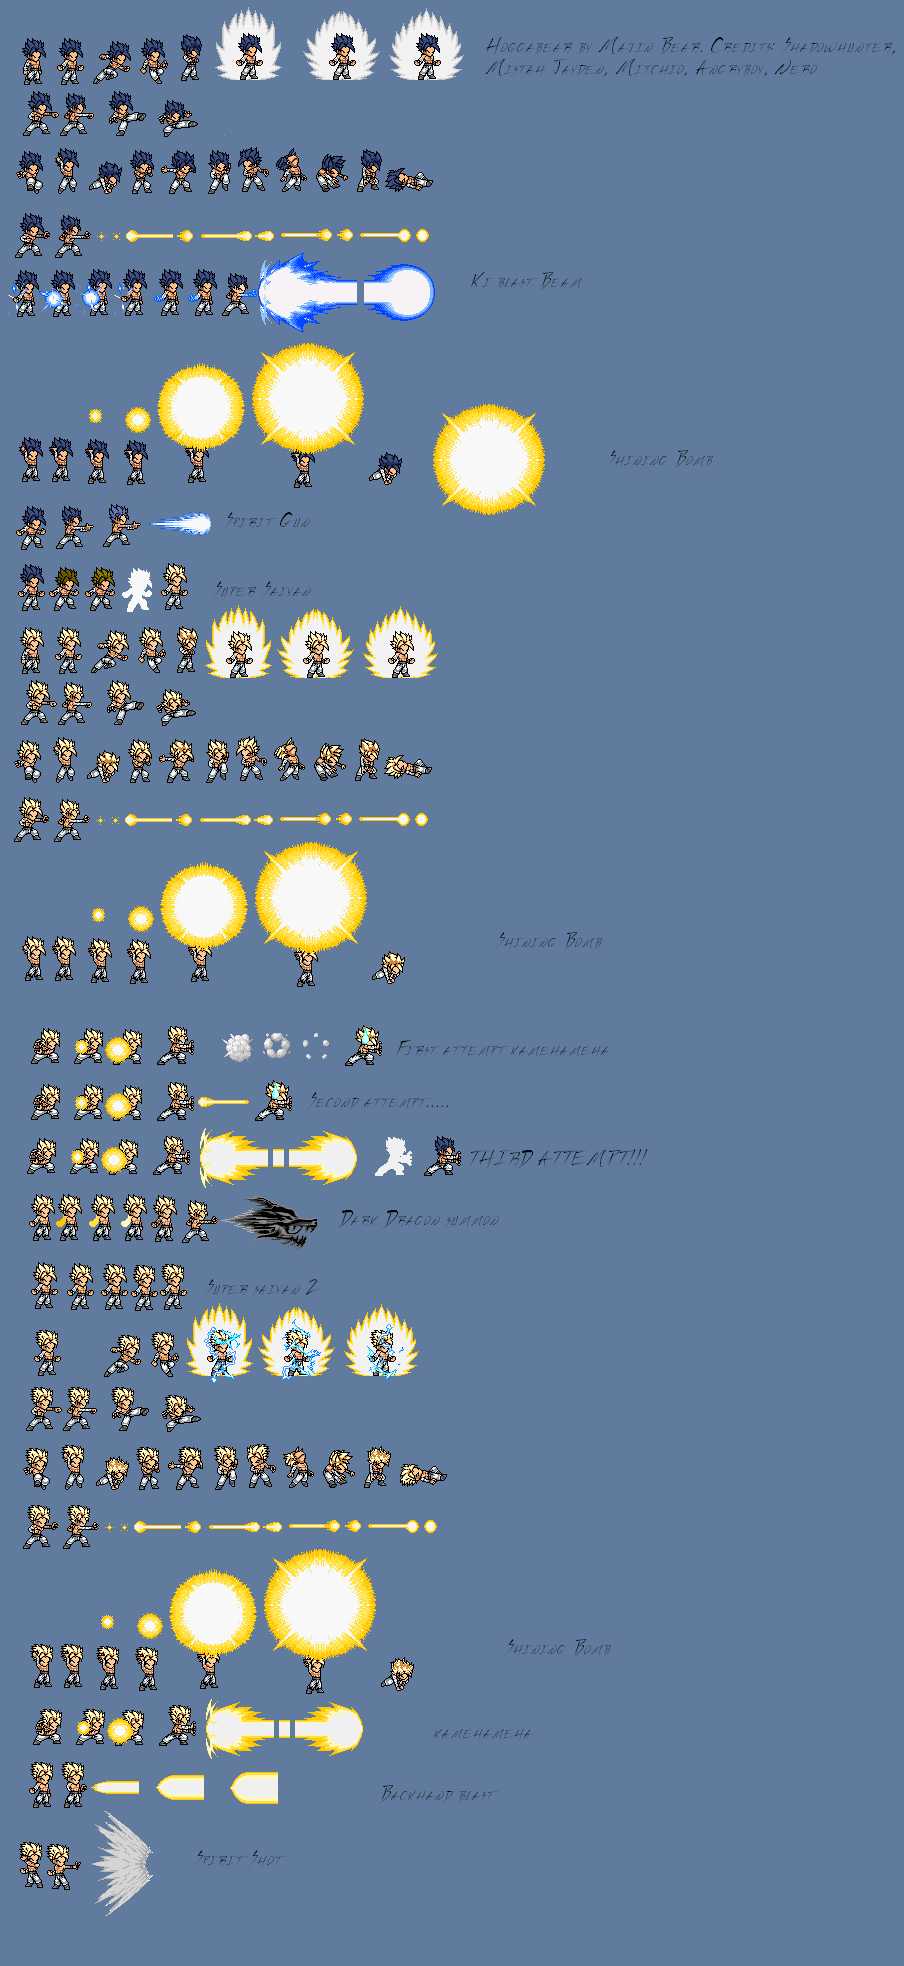 Hoggabear by Majin Bear. Credits: Shadowhunter,
Mistah Jayden, Mitchio, Angryboy, Nero
Ki blast Beam
Shining Bomb
Spirit Gun
Super Saiyan
Shining Bomb
First attempt kamehameha
Second attempt.....
THIRD ATTEMPT!!!
Dark Dragon summon
Super saiyan 2
Shining Bomb
kamehameha
Backhand blast
Spirit Shot